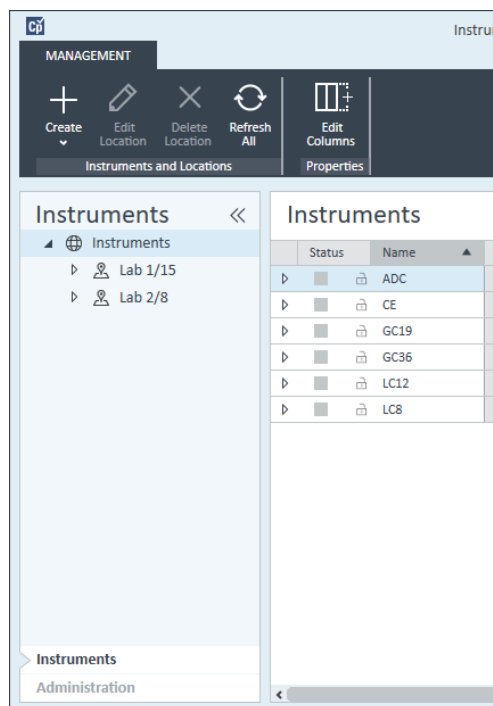 Cp
Instru
MANAGEMENT
Create
Edit Location
Delete Location
Refresh All
Edit Columns
Instruments and Locations
Properties
Instruments
Instruments
Lab 1/15
Lab 2/8
Instruments
Administration
Instruments
Status Name
ADC
CE
GC19
GC36
LC12
LC8